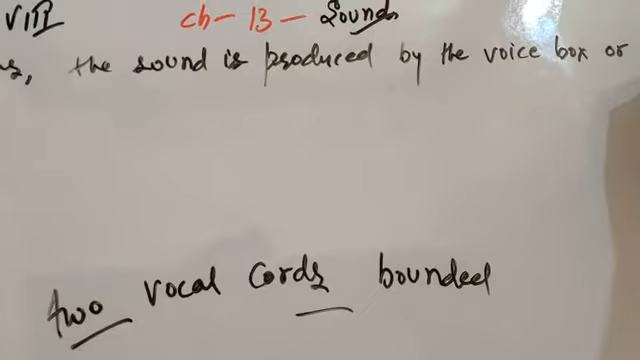 VIII ch - 13 - Sounds
the sound is produced by the voice box or
two vocal cords bounded